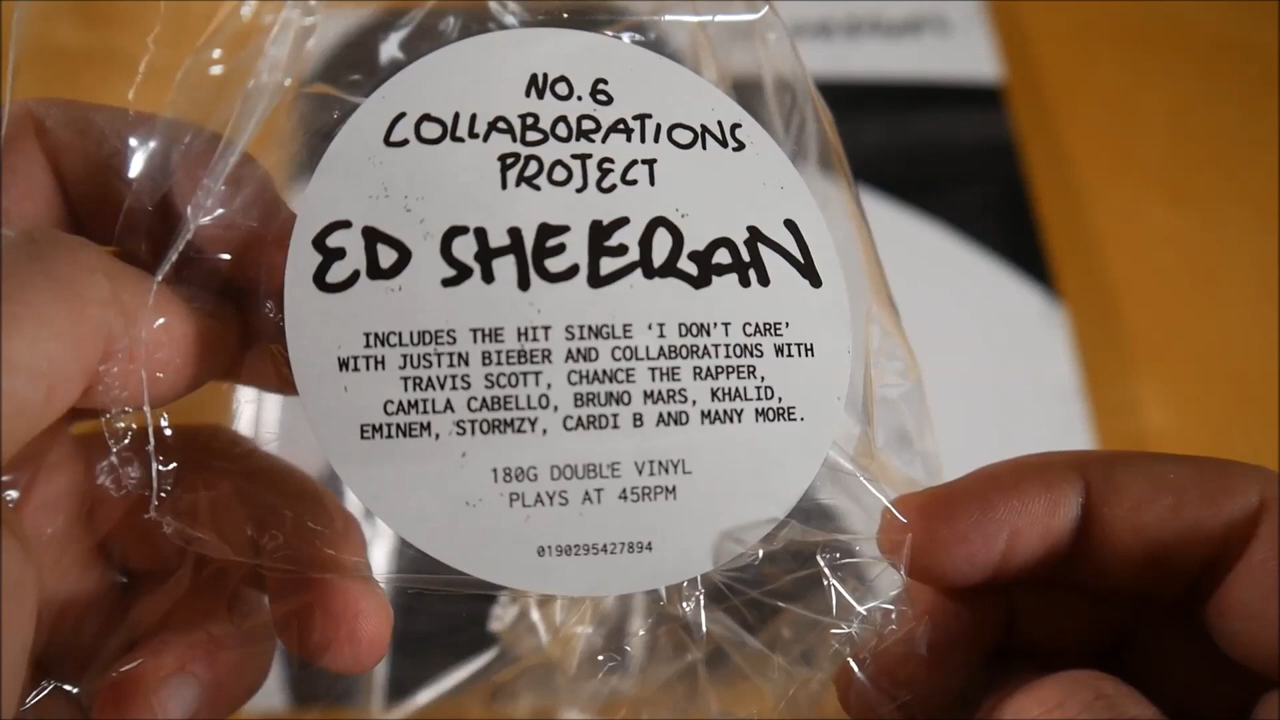 NO.6
COLLABORATIONS
PROJECT
ED SHEERAN
INCLUDES THE HIT SINGLE ‘I DON’T CARE’
WITH JUSTIN BIEBER AND COLLABORATIONS WITH
TRAVIS SCOTT, CHANCE THE RAPPER,
CAMILA CABELLO, BRUNO MARS, KHALID,
EMINEM, STORMZY, CARDI B AND MANY MORE.
180G DOUBLE VINYL
PLAYS AT 45RPM
0190295427894